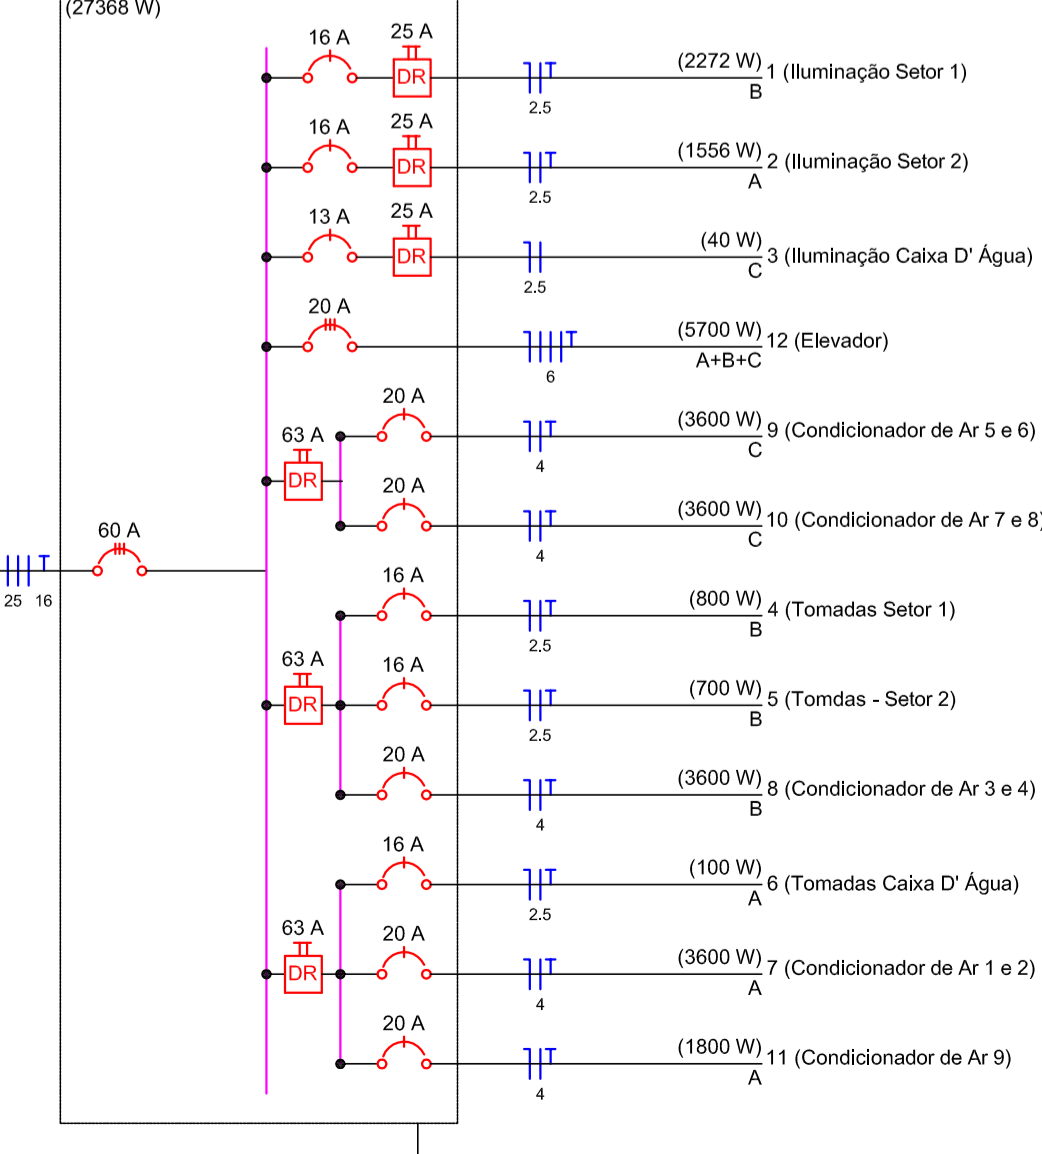 (27368 W)
16 A
25 A
DR
2.5
(2272 W)
B
1 (Iluminação Setor 1)
16 A
25 A
DR
2.5
(1556 W)
A
2 (Iluminação Setor 2)
13 A
25 A
DR
2.5
(40 W)
C
3 (Iluminação Caixa D' Água)
20 A
6
(5700 W)
A+B+C
12 (Elevador)
63 A
DR
20 A
4
(3600 W)
C
9 (Condicionador de Ar 5 e 6)
20 A
4
(3600 W)
C
10 (Condicionador de Ar 7 e 8)
60 A
25 16
63 A
DR
16 A
2.5
(800 W)
B
4 (Tomadas Setor 1)
16 A
2.5
(700 W)
B
5 (Tomdas - Setor 2)
20 A
4
(3600 W)
B
8 (Condicionador de Ar 3 e 4)
63 A
DR
16 A
2.5
(100 W)
A
6 (Tomadas Caixa D' Água)
20 A
4
(3600 W)
A
7 (Condicionador de Ar 1 e 2)
20 A
4
(1800 W)
A
11 (Condicionador de Ar 9)